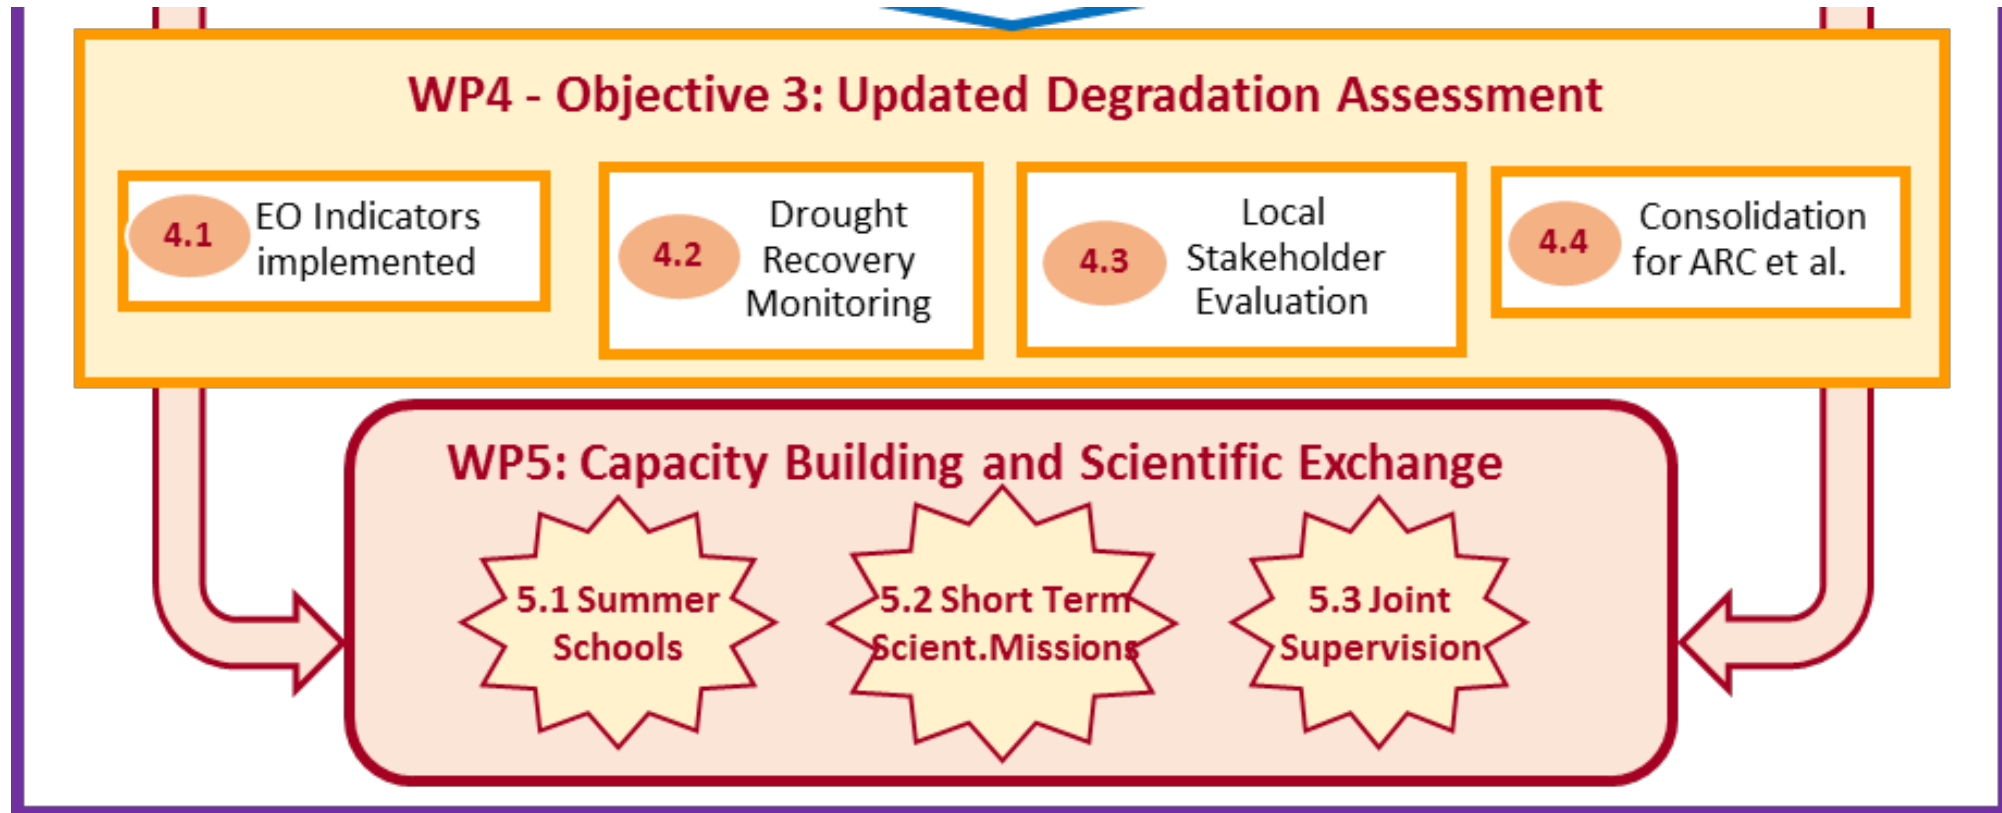 WP4 - Objective 3: Updated Degradation Assessment
4.1
EO Indicators
implemented
4.2
Drought
Recovery
Monitoring
4.3
Local
Stakeholder
Evaluation
4.4
Consolidation
for ARC et al.
WP5: Capacity Building and Scientific Exchange
5.1 Summer
Schools
5.2 Short Term
Scient.Missions
5.3 Joint
Supervision